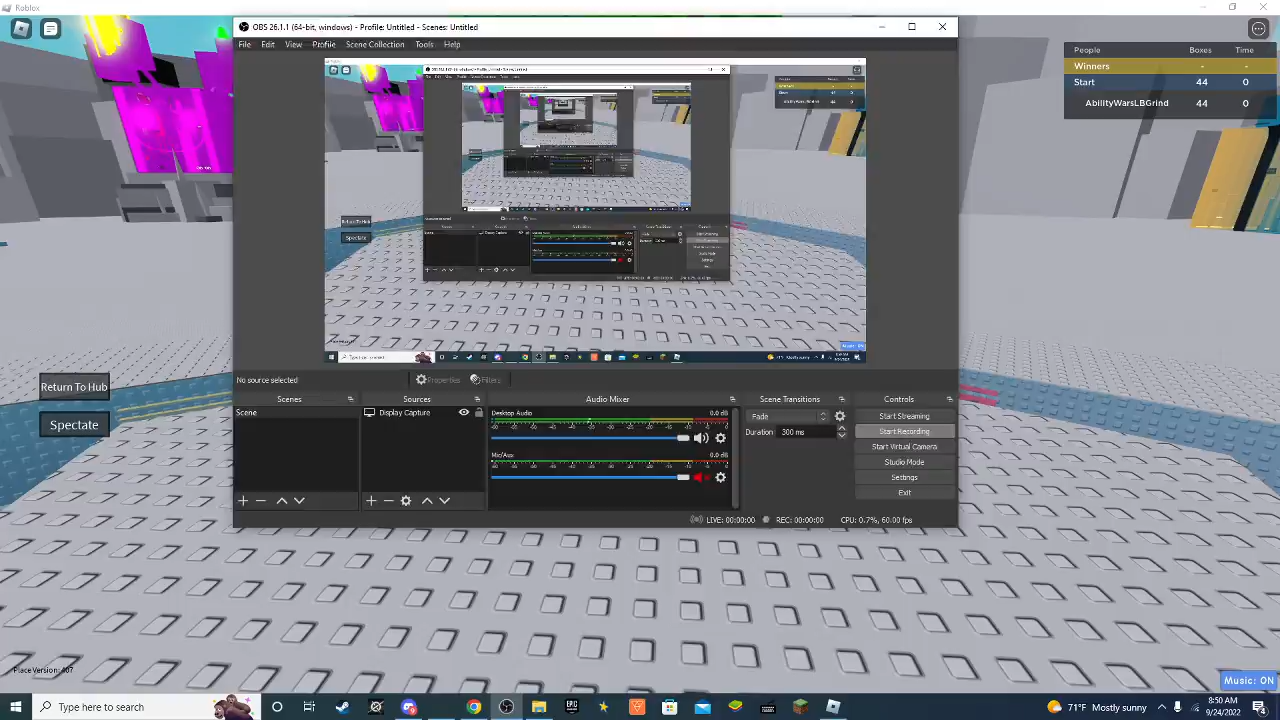 Roblox
OBS 26.1.1 (64-bit, windows) - Profile: Untitled - Scenes: Untitled
File Edit View Profile Scene Collection Tools Help
People Boxes Time
Winners - -
Start 44 0
AbilityWarsLBGrind 44 0
Return To Hub
Spectate
No source selected
Properties Filters
Scenes Sources Audio Mixer Scene Transitions Controls
Scene
Display Capture
Desktop Audio 0.0 dB
Mic/Aux 0.0 dB
Fade
Duration 300 ms
Start Streaming
Start Recording
Start Virtual Camera
Studio Mode
Settings
Exit
LIVE: 00:00:00 REC: 00:00:00 CPU: 0.7%, 60.00 fps
Place Version: 407
Music: ON
Type here to search
71°F Mostly sunny
8:50 AM
9/24/2022